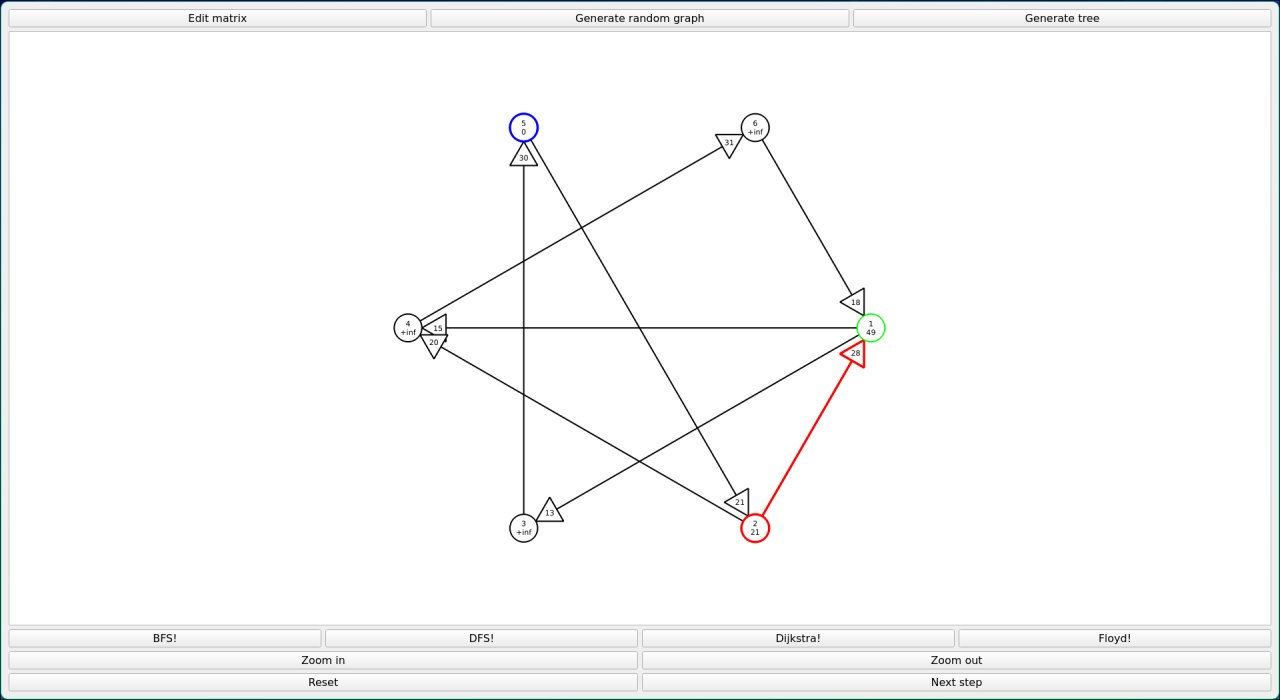 Edit matrix
Generate random graph
Generate tree
5
0
6
+inf
30
31
18
4
+inf
15
20
1
49
28
13
21
3
+inf
2
21
BFS!
DFS!
Dijkstra!
Floyd!
Zoom in
Zoom out
Reset
Next step